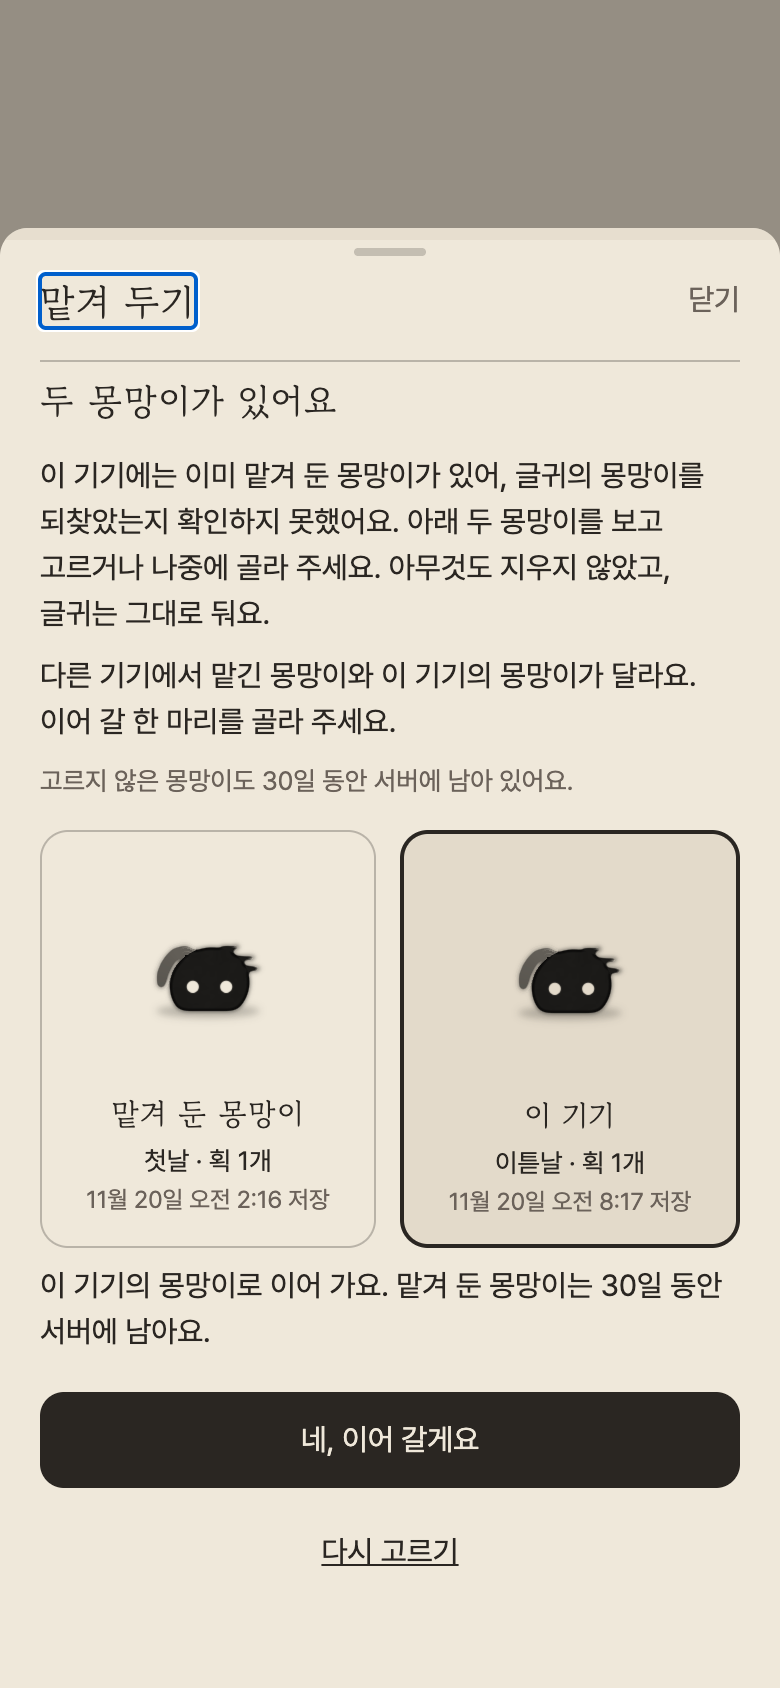 맡겨 두기
닫기
두 몽망이가 있어요
이 기기에는 이미 맡겨 둔 몽망이가 있어, 글귀의 몽망이를
되찾았는지 확인하지 못했어요. 아래 두 몽망이를 보고
고르거나 나중에 골라 주세요. 아무것도 지우지 않았고,
글귀는 그대로 둬요.
다른 기기에서 맡긴 몽망이와 이 기기의 몽망이가 달라요.
이어 갈 한 마리를 골라 주세요.
고르지 않은 몽망이도 30일 동안 서버에 남아 있어요.
맡겨 둔 몽망이
첫날 · 획 1개
11월 20일 오전 2:16 저장
이 기기
이튿날 · 획 1개
11월 20일 오전 8:17 저장
이 기기의 몽망이로 이어 가요. 맡겨 둔 몽망이는 30일 동안
서버에 남아요.
네, 이어 갈게요
다시 고르기